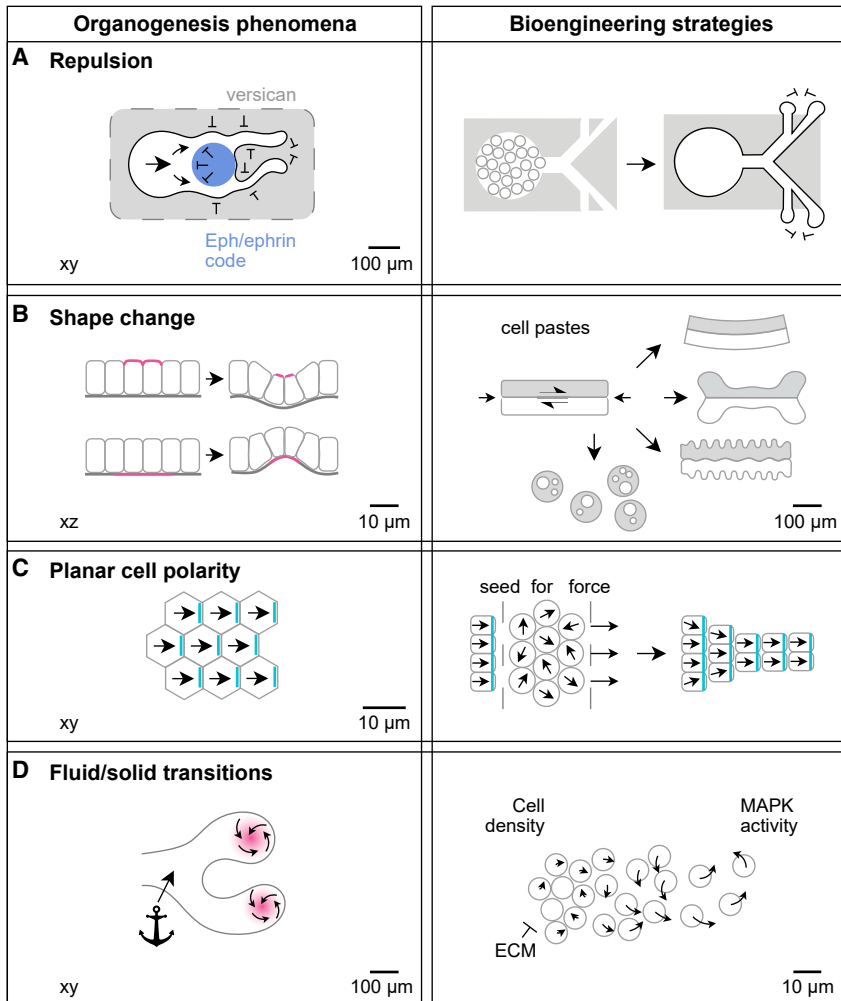 Organogenesis phenomena
Bioengineering strategies
A Repulsion
versican
Eph/ephrin
code
xy
100 µm
B Shape change
xz
10 µm
cell pastes
100 µm
C Planar cell polarity
xy
10 µm
seed for force
D Fluid/solid transitions
xy
100 µm
Cell
density
MAPK
activity
ECM
10 µm